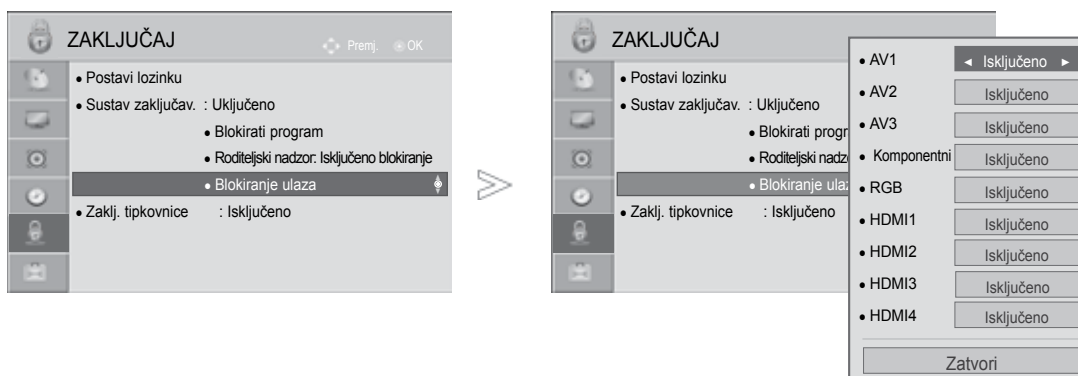 ZAKLJUČAJ
Premj. OK
• Postavi lozinku
• Sustav zaključav. : Uključeno
• Blokirati program
• Roditeljski nadzor: Isključeno blokiranje
• Blokiranje ulaza
• Zaklj. tipkovnice : Isključeno
ZAKLJUČAJ
• Postavi lozinku
• Sustav zaključav. : Uključeno
• Blokirati progr
• Roditeljski nadzo
• Blokiranje ula
• Zaklj. tipkovnice : Isključeno
• AV1 ◄ Isključeno ►
• AV2 Isključeno
• AV3 Isključeno
• Komponentni Isključeno
• RGB Isključeno
• HDMI1 Isključeno
• HDMI2 Isključeno
• HDMI3 Isključeno
• HDMI4 Isključeno
Zatvori